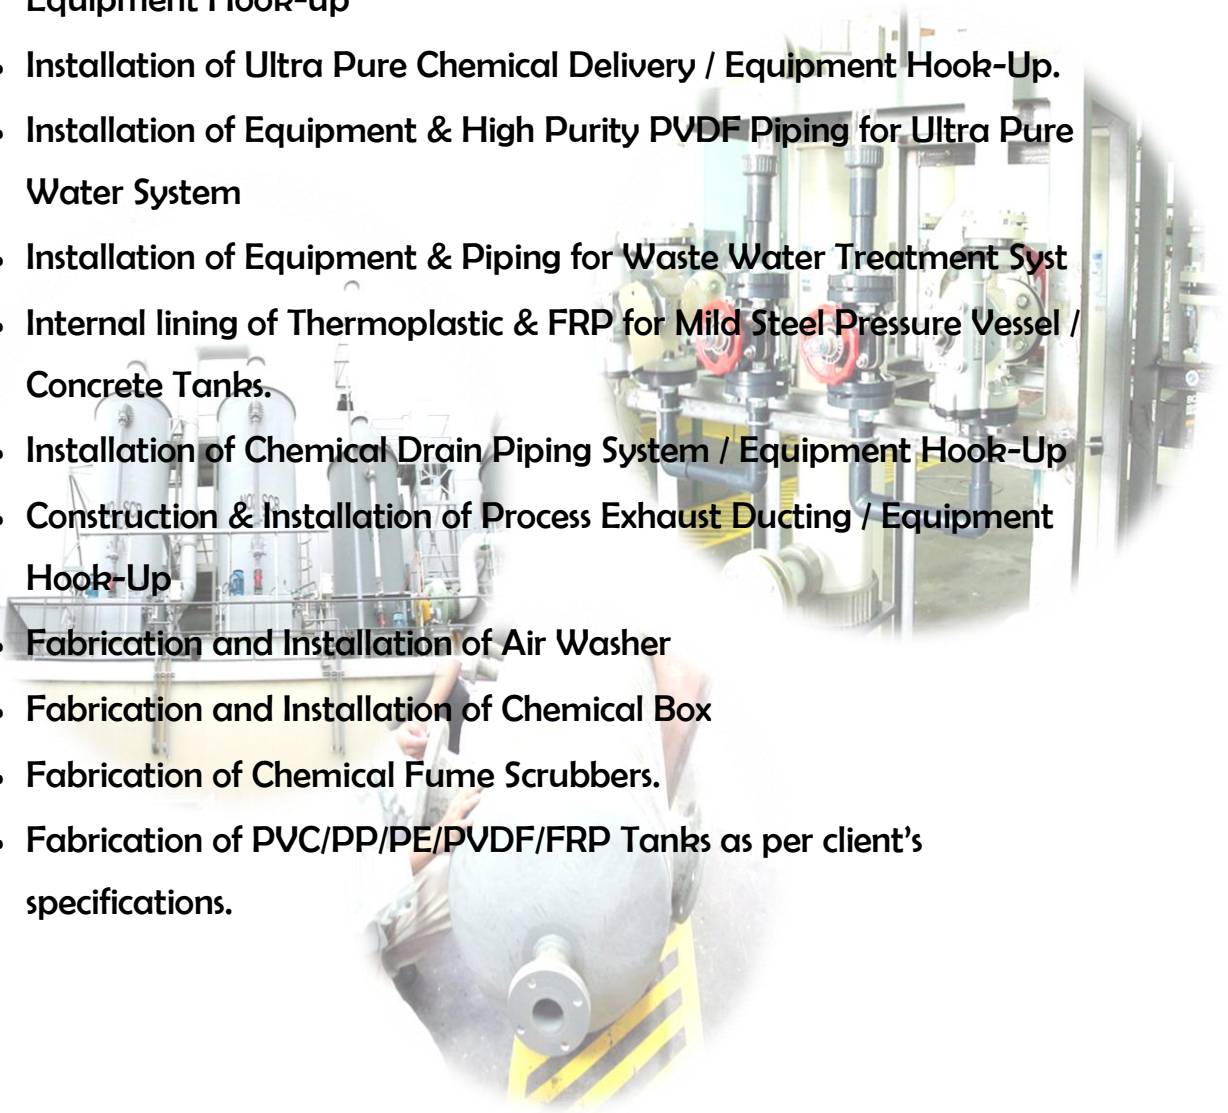 Equipment Hook-up
• Installation of Ultra Pure Chemical Delivery / Equipment Hook-Up.
• Installation of Equipment & High Purity PVDF Piping for Ultra Pure
Water System
• Installation of Equipment & Piping for Waste Water Treatment Syst
• Internal lining of Thermoplastic & FRP for Mild Steel Pressure Vessel /
Concrete Tanks.
• Installation of Chemical Drain Piping System / Equipment Hook-Up
• Construction & Installation of Process Exhaust Ducting / Equipment
Hook-Up
• Fabrication and Installation of Air Washer
• Fabrication and Installation of Chemical Box
• Fabrication of Chemical Fume Scrubbers.
• Fabrication of PVC/PP/PE/PVDF/FRP Tanks as per client’s
specifications.